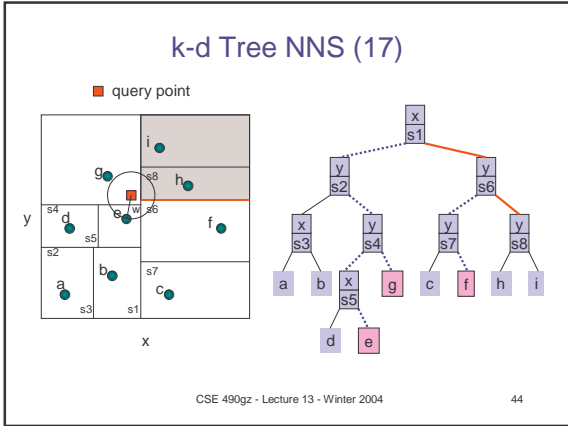 k-d Tree NNS (17)
query point
i
g
s8
h
s4
e
w
s6
d
f
y
s5
s2
s7
b
a
c
s3
s1
x
x
s1
y
s2
y
s6
x
s3
y
s4
y
s7
y
s8
a
b
x
s5
g
c
f
h
i
d
e
CSE 490gz - Lecture 13 - Winter 2004
44